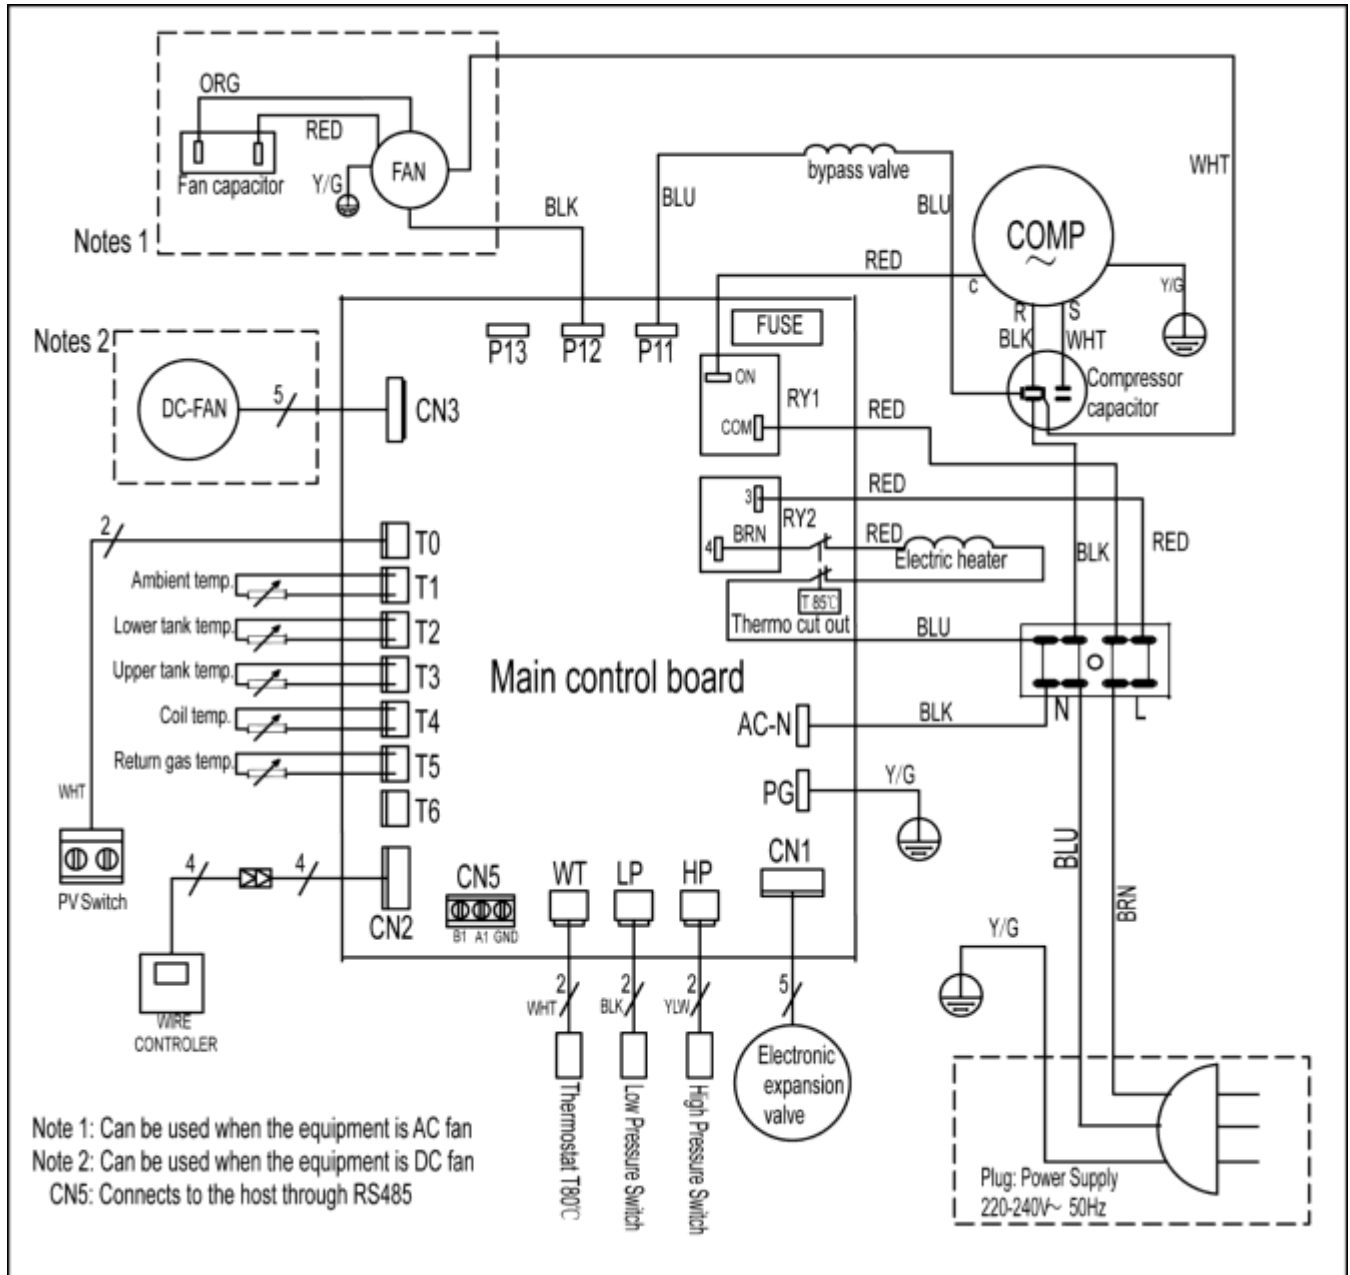 ORG
RED
FAN
Fan capacitor
Y/G
BLK
Notes 1
BLU
bypass valve
BLU
WHT
COMP
~
RED
C
R
S
Y/G
BLK
WHT
Compressor
capacitor
Notes 2
DC-FAN
5
CN3
P13
P12
P11
FUSE
ON
RY1
COM
RED
3
RY2
RED
4
BRN
RED
Electric heater
T 85℃
Thermo cut out
BLU
BLK
RED
2
T0
Ambient temp.
T1
Lower tank temp.
T2
Upper tank temp.
T3
Coil temp.
T4
Return gas temp.
T5
T6
Main control board
AC-N
BLK
N
L
PG
Y/G
WHT
PV Switch
4
4
CN2
CN5
B1 A1 GND
WT
LP
HP
CN1
BLU
BRN
Y/G
WIRE
CONTROLER
2
WHT
2
BLK
2
YLW
5
Thermostat T80℃
Low Pressure Switch
High Pressure Switch
Electronic
expansion
valve
Note 1: Can be used when the equipment is AC fan
Note 2: Can be used when the equipment is DC fan
CN5: Connects to the host through RS485
Plug: Power Supply
220-240V~ 50Hz